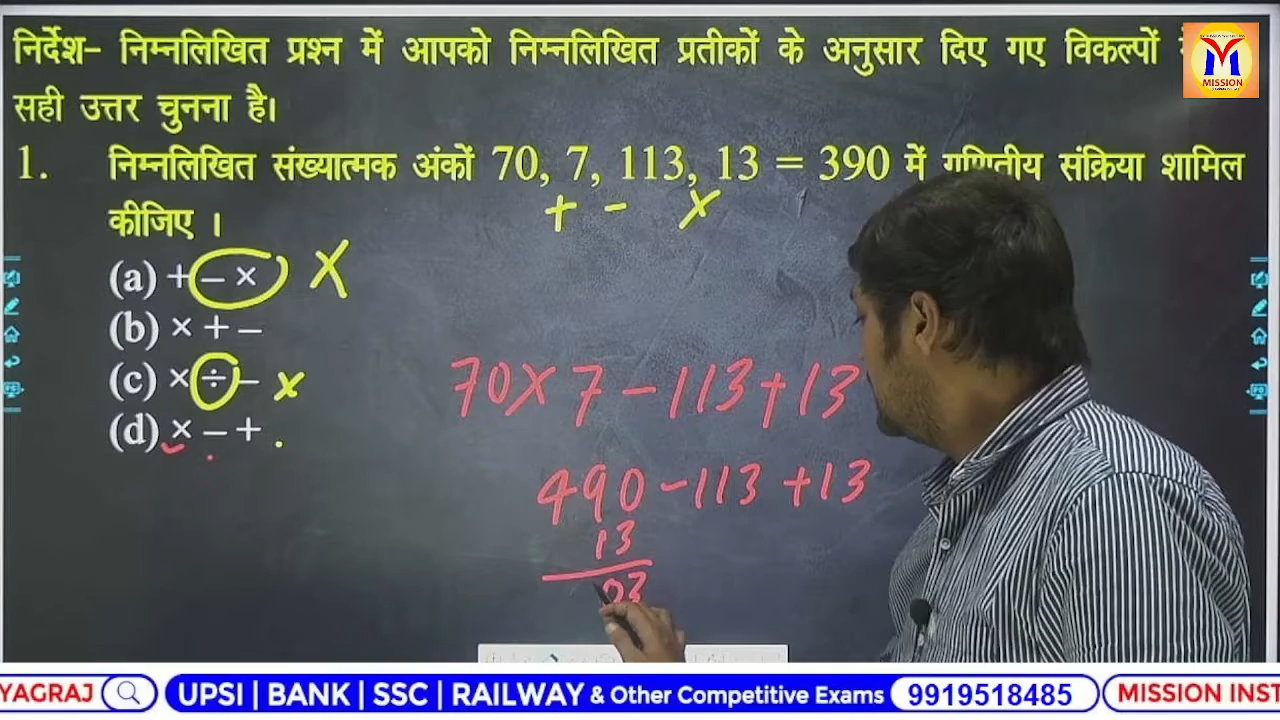 निर्देश- निम्नलिखित प्रश्न में आपको निम्नलिखित प्रतीकों के अनुसार दिए गए विकल्पों
MISSION
सही उत्तर चुनना है।
1. निम्नलिखित संख्यात्मक अंकों 70, 7, 113, 13 = 390 में गणितीय संक्रिया शामिल
+ - ×
कीजिए ।
(a) + – × X
(b) × + –
(c) × ÷ – x
(d) × – +
70 × 7 - 113 + 13
490 - 113 + 13
13
03
YAGRAJ
UPSI | BANK | SSC | RAILWAY & Other Competitive Exams
9919518485
MISSION INST